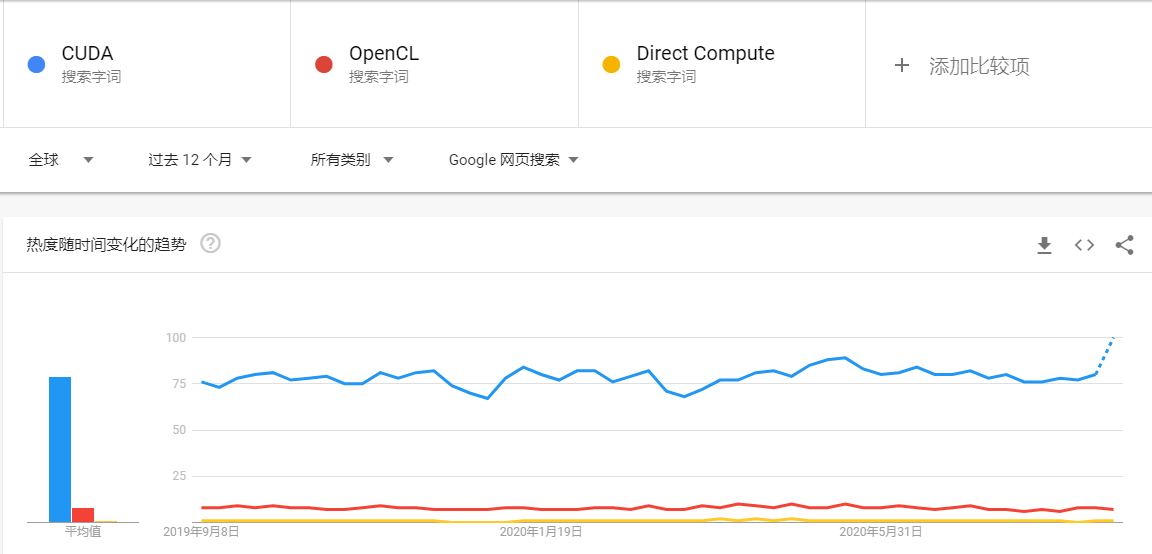 CUDA
搜索字词
OpenCL
搜索字词
Direct Compute
搜索字词
+ 添加比较项
全球
过去 12 个月
所有类别
Google 网页搜索
热度随时间变化的趋势
?
100
75
50
25
平均值
2019年9月8日
2020年1月19日
2020年5月31日